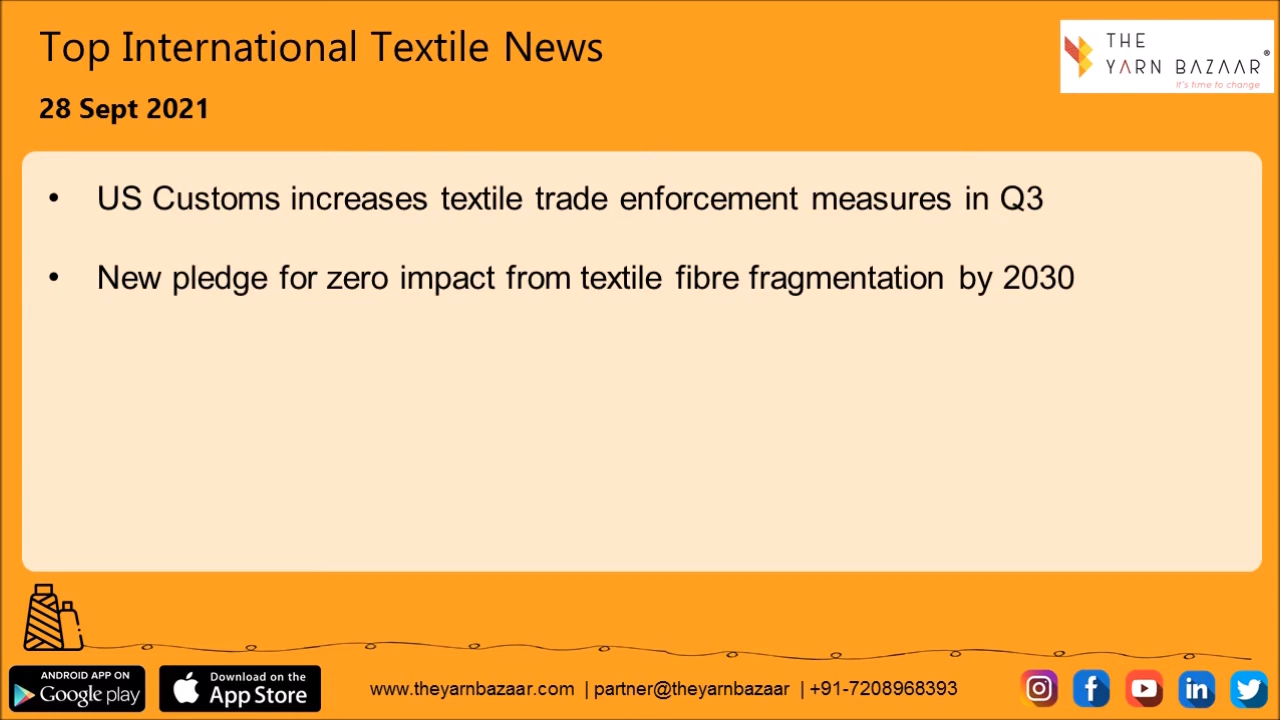 Top International Textile News
THE
YARN BAZAAR®
It's time to change
28 Sept 2021
• US Customs increases textile trade enforcement measures in Q3
• New pledge for zero impact from textile fibre fragmentation by 2030
ANDROID APP ON
Google play
Download on the
App Store
www.theyarnbazaar.com | partner@theyarnbazaar | +91-7208968393